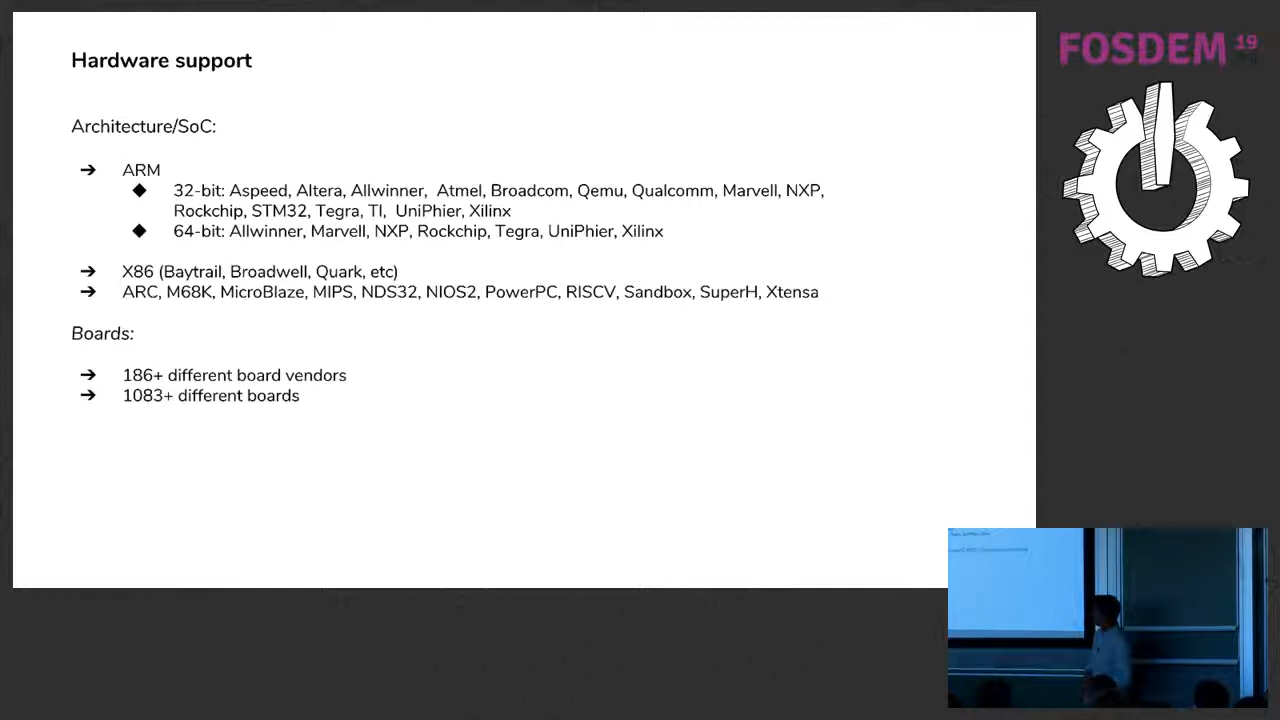 Hardware support
FOSDEM 19
Architecture/SoC:
➔ ARM
◆ 32-bit: Aspeed, Altera, Allwinner, Atmel, Broadcom, Qemu, Qualcomm, Marvell, NXP,
Rockchip, STM32, Tegra, TI, UniPhier, Xilinx
◆ 64-bit: Allwinner, Marvell, NXP, Rockchip, Tegra, UniPhier, Xilinx
➔ X86 (Baytrail, Broadwell, Quark, etc)
➔ ARC, M68K, MicroBlaze, MIPS, NDS32, NIOS2, PowerPC, RISCV, Sandbox, SuperH, Xtensa
Boards:
➔ 186+ different board vendors
➔ 1083+ different boards